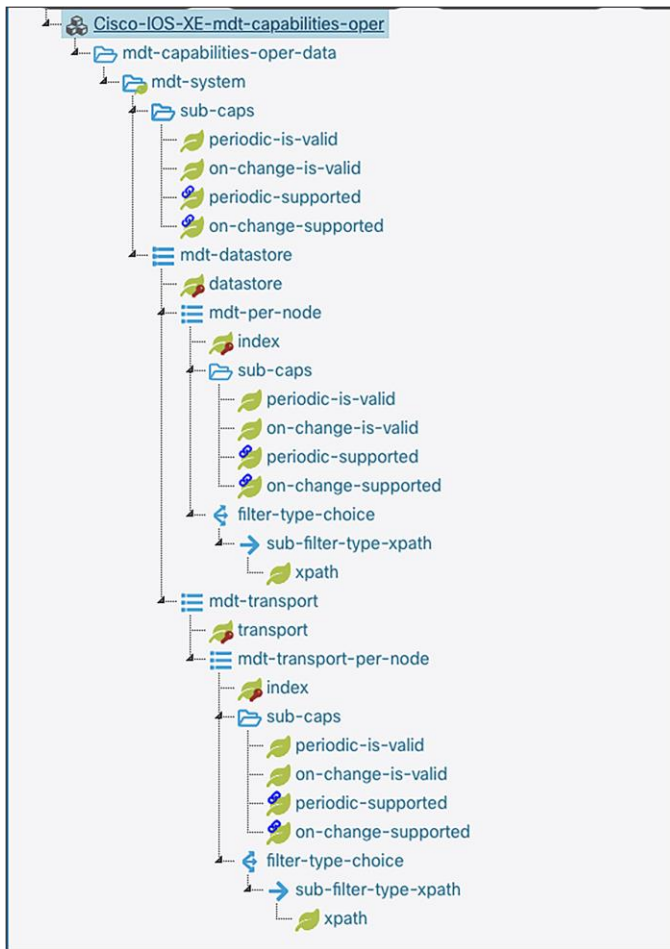 Cisco-IOS-XE-mdt-capabilities-oper
mdt-capabilities-oper-data
mdt-system
sub-caps
periodic-is-valid
on-change-is-valid
periodic-supported
on-change-supported
mdt-datastore
datastore
mdt-per-node
index
sub-caps
periodic-is-valid
on-change-is-valid
periodic-supported
on-change-supported
filter-type-choice
sub-filter-type-xpath
xpath
mdt-transport
transport
mdt-transport-per-node
index
sub-caps
periodic-is-valid
on-change-is-valid
periodic-supported
on-change-supported
filter-type-choice
sub-filter-type-xpath
xpath